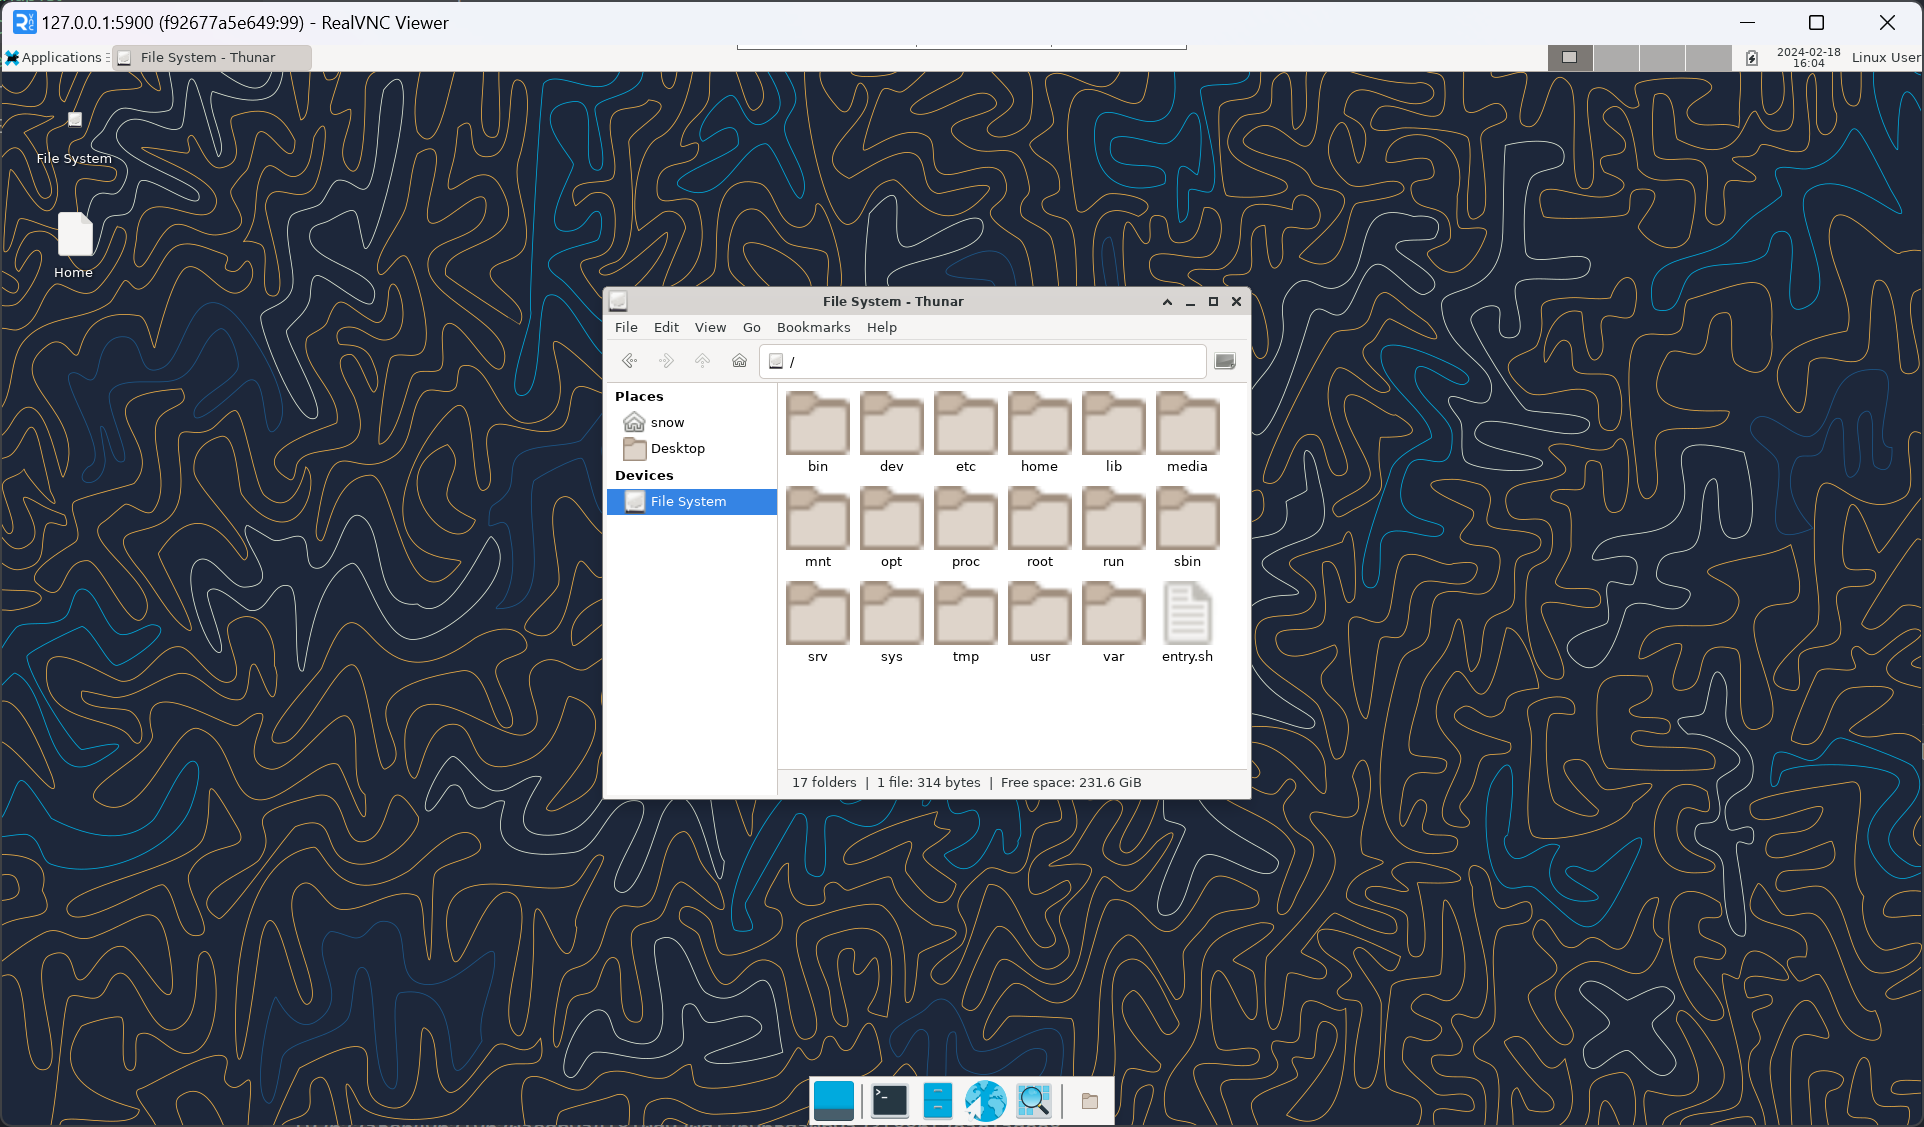 127.0.0.1:5900 (f92677a5e649:99) - RealVNC Viewer
Applications
File System - Thunar
2024-02-18
16:04
Linux User
File System
Home
File System - Thunar
File Edit View Go Bookmarks Help
/
Places
snow
Desktop
Devices
File System
bin dev etc home lib media
mnt opt proc root run sbin
srv sys tmp usr var entry.sh
17 folders | 1 file: 314 bytes | Free space: 231.6 GiB